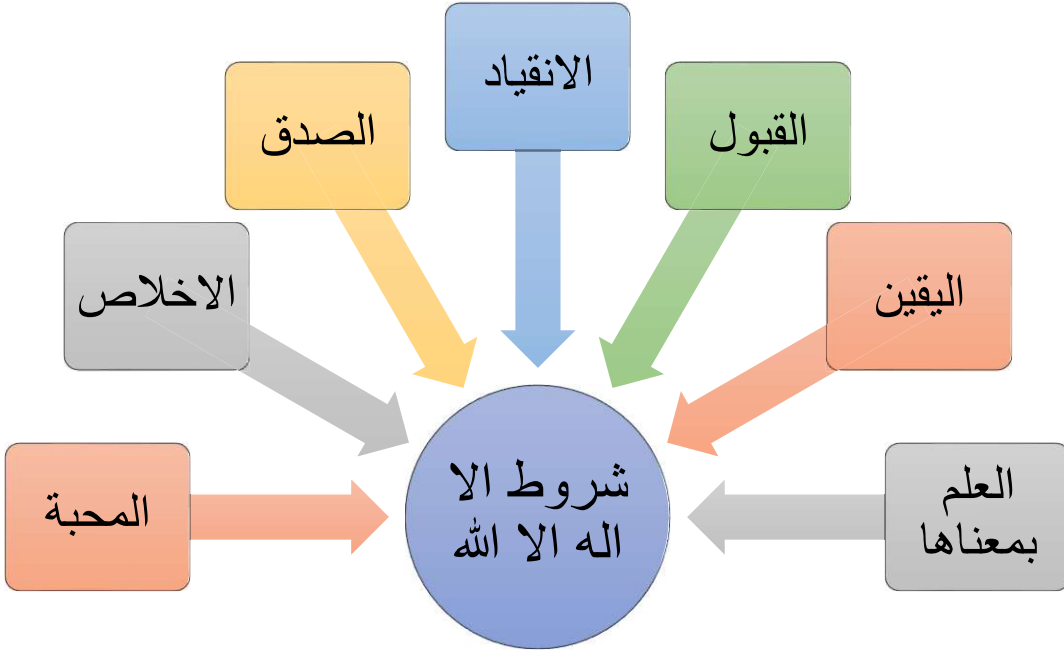 الانقياد
الصدق
القبول
الاخلاص
اليقين
المحبة
العلم
بمعناها
شروط الا
اله الا الله